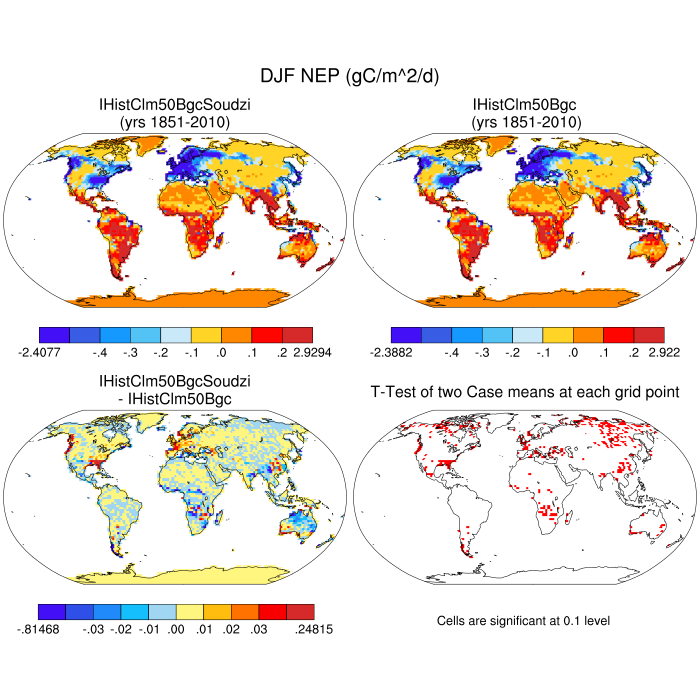 DJF NEP (gC/m^2/d)
IHistClm50BgcSoudzi
(yrs 1851-2010)
IHistClm50Bgc
(yrs 1851-2010)
-2.4077 -.4 -.3 -.2 -.1 .0 .1 .2 2.9294
-2.3882 -.4 -.3 -.2 -.1 .0 .1 .2 2.922
IHistClm50BgcSoudzi
- IHistClm50Bgc
T-Test of two Case means at each grid point
-.81468 -.03 -.02 -.01 .00 .01 .02 .03 .24815
Cells are significant at 0.1 level